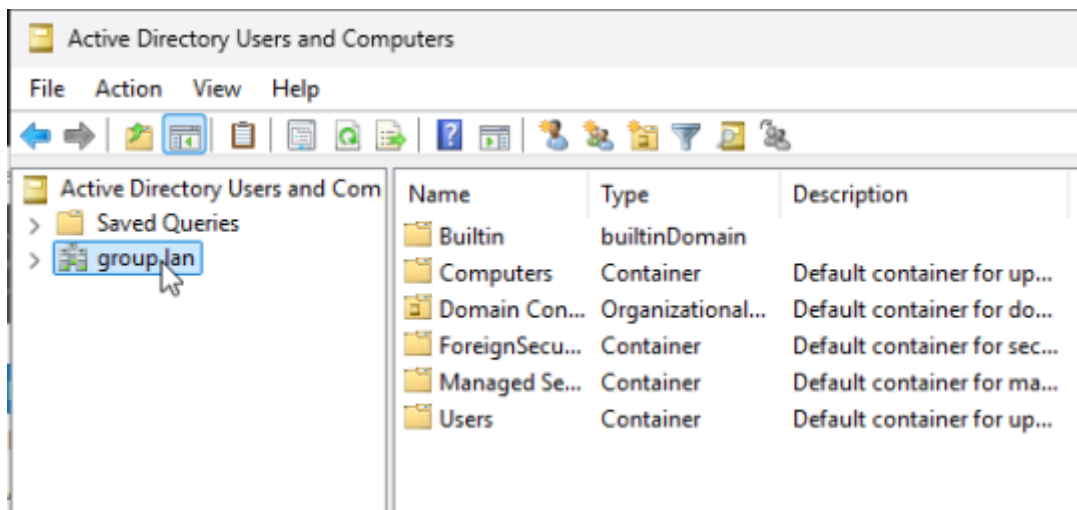 Active Directory Users and Computers
File Action View Help
Active Directory Users and Com
Saved Queries
group.lan
Name Type Description
Builtin builtinDomain
Computers Container Default container for up...
Domain Con... Organizational... Default container for do...
ForeignSecu... Container Default container for sec...
Managed Se... Container Default container for ma...
Users Container Default container for up...